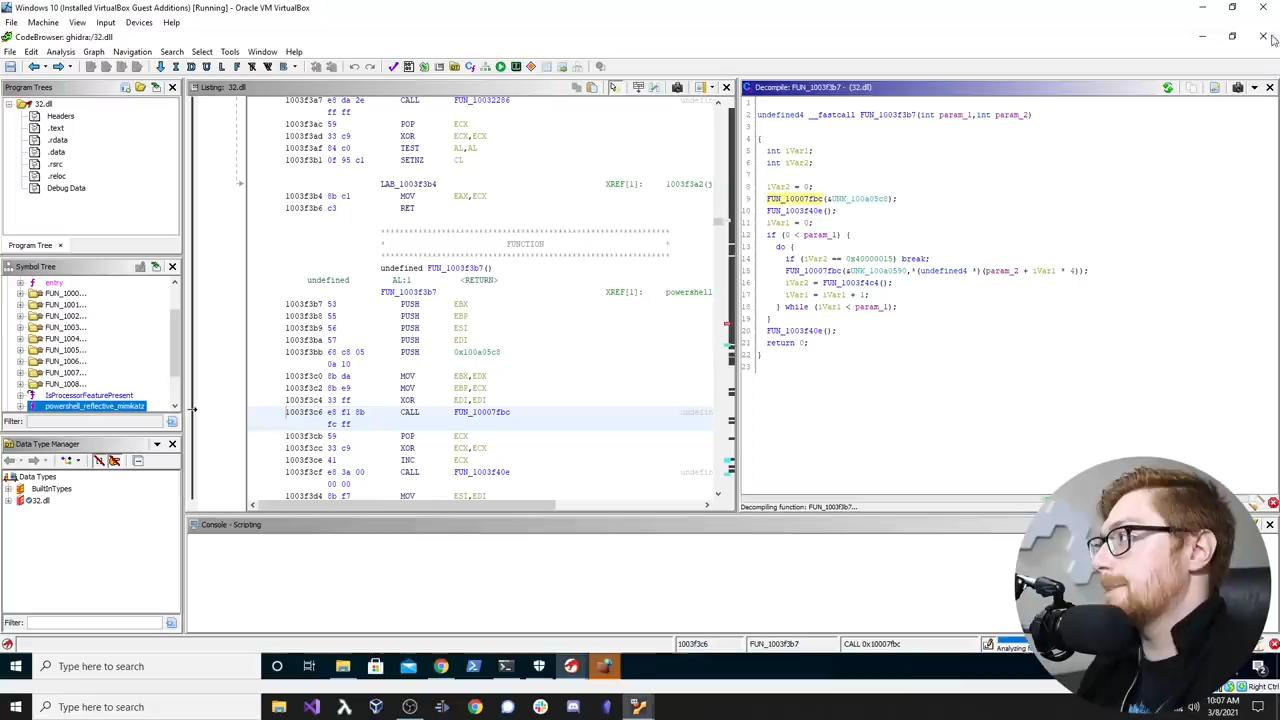 Windows 10 (Installed VirtualBox Guest Additions) [Running] - Oracle VM VirtualBox
File Machine View Input Devices Help
CodeBrowser: ghidra:/32.dll
File Edit Analysis Graph Navigation Search Select Tools Window Help
Program Trees
32.dll
Headers
.text
.rdata
.data
.rsrc
.reloc
Debug Data
Program Tree
Symbol Tree
entry
FUN_1000...
FUN_1001...
FUN_1002...
FUN_1003...
FUN_1004...
FUN_1005...
FUN_1006...
FUN_1007...
FUN_1008...
IsProcessorFeaturePresent
powershell_reflective_mimikatz
Filter:
Data Type Manager
Data Types
BuiltInTypes
32.dll
Filter:
Listing: 32.dll
1003f3a7 e8 da 2e CALL FUN_10032286
ff ff
1003f3ac 59 POP ECX
1003f3ad 33 c9 XOR ECX,ECX
1003f3af 84 c0 TEST AL,AL
1003f3b1 0f 95 c1 SETNZ CL
LAB_1003f3b4 XREF[1]: 1003f3a2(j
1003f3b4 8b c1 MOV EAX,ECX
1003f3b6 c3 RET
* FUNCTION *
undefined FUN_1003f3b7()
undefined AL:1 <RETURN>
FUN_1003f3b7 XREF[1]: powershell
1003f3b7 53 PUSH EBX
1003f3b8 55 PUSH EBP
1003f3b9 56 PUSH ESI
1003f3ba 57 PUSH EDI
1003f3bb 68 c8 05 PUSH 0x100a05c8
0a 10
1003f3c0 8b da MOV EBX,EDX
1003f3c2 8b e9 MOV EBP,ECX
1003f3c4 33 ff XOR EDI,EDI
1003f3c6 e8 f1 8b CALL FUN_10007fbc undefin
fc ff
1003f3cb 59 POP ECX
1003f3cc 33 c9 XOR ECX,ECX
1003f3ce 41 INC ECX
1003f3cf e8 3a 00 CALL FUN_1003f40e undefin
00 00
1003f3d4 8b f7 MOV ESI,EDI
Decompile: FUN_1003f3b7 - (32.dll)
1
2 undefined4 __fastcall FUN_1003f3b7(int param_1,int param_2)
3
4 {
5 int iVar1;
6 int iVar2;
7
8 iVar2 = 0;
9 FUN_10007fbc(&UNK_100a05c8);
10 FUN_1003f40e();
11 iVar1 = 0;
12 if (0 < param_1) {
13 do {
14 if (iVar2 == 0x40000015) break;
15 FUN_10007fbc(&UNK_100a0590,*(undefined4 *)(param_2 + iVar1 * 4));
16 iVar2 = FUN_1003f4c4();
17 iVar1 = iVar1 + 1;
18 } while (iVar1 < param_1);
19 }
20 FUN_1003f40e();
21 return 0;
22 }
23
Decompiling function: FUN_1003f3b7...
Console - Scripting
1003f3c6 FUN_1003f3b7 CALL 0x10007fbc
Type here to search
Right Ctrl
Type here to search
10:07 AM
3/8/2021